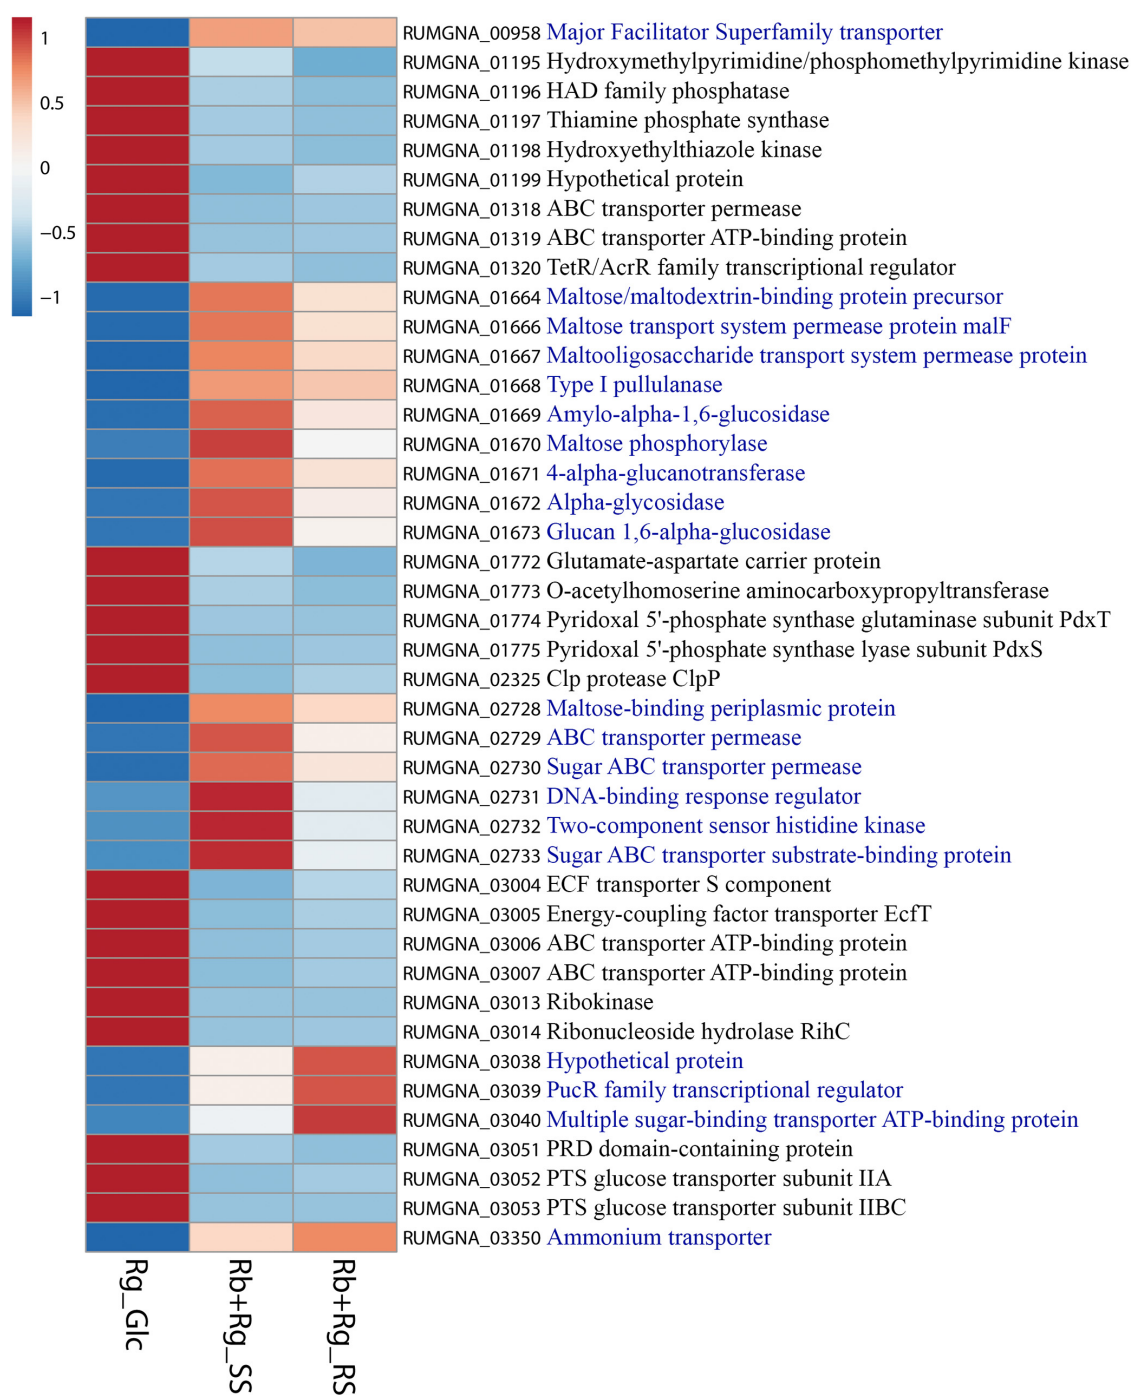 1
0.5
0
−0.5
−1
RUMGNA_00958 Major Facilitator Superfamily transporter
RUMGNA_01195 Hydroxymethylpyrimidine/phosphomethylpyrimidine kinase
RUMGNA_01196 HAD family phosphatase
RUMGNA_01197 Thiamine phosphate synthase
RUMGNA_01198 Hydroxyethylthiazole kinase
RUMGNA_01199 Hypothetical protein
RUMGNA_01318 ABC transporter permease
RUMGNA_01319 ABC transporter ATP-binding protein
RUMGNA_01320 TetR/AcrR family transcriptional regulator
RUMGNA_01664 Maltose/maltodextrin-binding protein precursor
RUMGNA_01666 Maltose transport system permease protein malF
RUMGNA_01667 Maltooligosaccharide transport system permease protein
RUMGNA_01668 Type I pullulanase
RUMGNA_01669 Amylo-alpha-1,6-glucosidase
RUMGNA_01670 Maltose phosphorylase
RUMGNA_01671 4-alpha-glucanotransferase
RUMGNA_01672 Alpha-glycosidase
RUMGNA_01673 Glucan 1,6-alpha-glucosidase
RUMGNA_01772 Glutamate-aspartate carrier protein
RUMGNA_01773 O-acetylhomoserine aminocarboxypropyltransferase
RUMGNA_01774 Pyridoxal 5'-phosphate synthase glutaminase subunit PdxT
RUMGNA_01775 Pyridoxal 5'-phosphate synthase lyase subunit PdxS
RUMGNA_02325 Clp protease ClpP
RUMGNA_02728 Maltose-binding periplasmic protein
RUMGNA_02729 ABC transporter permease
RUMGNA_02730 Sugar ABC transporter permease
RUMGNA_02731 DNA-binding response regulator
RUMGNA_02732 Two-component sensor histidine kinase
RUMGNA_02733 Sugar ABC transporter substrate-binding protein
RUMGNA_03004 ECF transporter S component
RUMGNA_03005 Energy-coupling factor transporter EcfT
RUMGNA_03006 ABC transporter ATP-binding protein
RUMGNA_03007 ABC transporter ATP-binding protein
RUMGNA_03013 Ribokinase
RUMGNA_03014 Ribonucleoside hydrolase RihC
RUMGNA_03038 Hypothetical protein
RUMGNA_03039 PucR family transcriptional regulator
RUMGNA_03040 Multiple sugar-binding transporter ATP-binding protein
RUMGNA_03051 PRD domain-containing protein
RUMGNA_03052 PTS glucose transporter subunit IIA
RUMGNA_03053 PTS glucose transporter subunit IIBC
RUMGNA_03350 Ammonium transporter
Rg_Glc
Rb+Rg_SS
Rb+Rg_RS